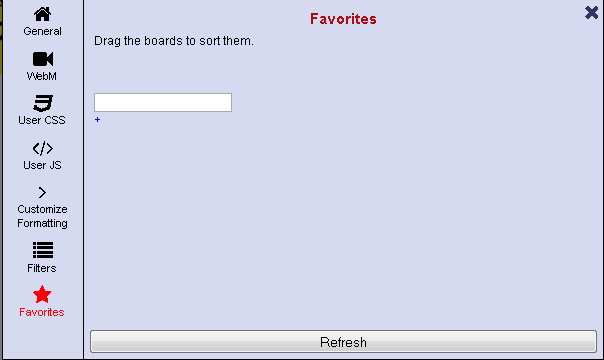 General
WebM
User CSS
User JS
Customize
Formatting
Filters
Favorites
Favorites
Drag the boards to sort them.
+
Refresh